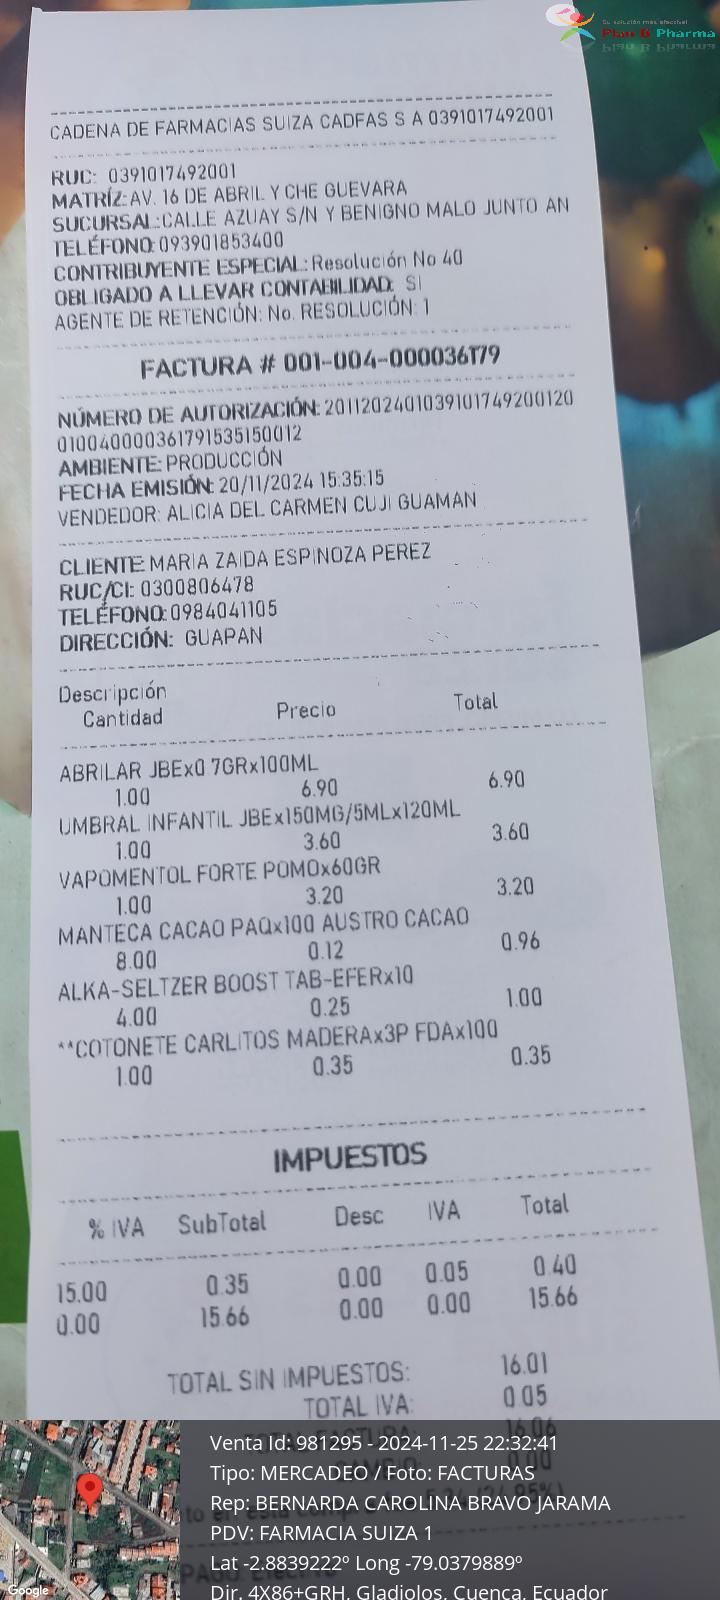 Su solución más efectiva!
Plan B Pharma
CADENA DE FARMACIAS SUIZA CADFAS S A 0391017492001
RUC: 0391017492001
MATRÍZ:AV. 16 DE ABRIL Y CHE GUEVARA
SUCURSAL:CALLE AZUAY S/N Y BENIGNO MALO JUNTO AN
TELÉFONO:093901853400
CONTRIBUYENTE ESPECIAL: Resolución No 40
OBLIGADO A LLEVAR CONTABILIDAD: SI
AGENTE DE RETENCIÓN: No. RESOLUCIÓN: 1
FACTURA # 001-004-000036179
NÚMERO DE AUTORIZACIÓN: 2011202401039101749200120
0100400003617915351500​12
AMBIENTE: PRODUCCIÓN
FECHA EMISIÓN: 20/11/2024 15:35:15
VENDEDOR: ALICIA DEL CARMEN CUJI GUAMAN
CLIENTE: MARIA ZAIDA ESPINOZA PEREZ
RUC/CI: 0300806478
TELÉFONO:0984041105
DIRECCIÓN: GUAPAN
Descripción
Cantidad Precio Total
ABRILAR JBEx0 7GRx100ML
1.00 6.90 6.90
UMBRAL INFANTIL JBEx150MG/5MLx120ML
1.00 3.60 3.60
VAPOMENTOL FORTE POMOx60GR
1.00 3.20 3.20
MANTECA CACAO PAQx100 AUSTRO CACAO
8.00 0.12 0.96
ALKA-SELTZER BOOST TAB-EFERx10
4.00 0.25 1.00
**COTONETE CARLITOS MADERAx3P FDAx100
1.00 0.35 0.35
IMPUESTOS
% IVA SubTotal Desc IVA Total
15.00 0.35 0.00 0.05 0.40
0.00 15.66 0.00 0.00 15.66
TOTAL SIN IMPUESTOS: 16.01
TOTAL IVA: 0.05
TOTAL FACTURA: 16.06
Venta Id: 981295 - 2024-11-25 22:32:41
Tipo: MERCADEO / Foto: FACTURAS
Rep: BERNARDA CAROLINA BRAVO JARAMA
PDV: FARMACIA SUIZA 1
Lat -2.8839222º Long -79.0379889º
Dir. 4X86+GRH, Gladiolos, Cuenca, Ecuador
Google